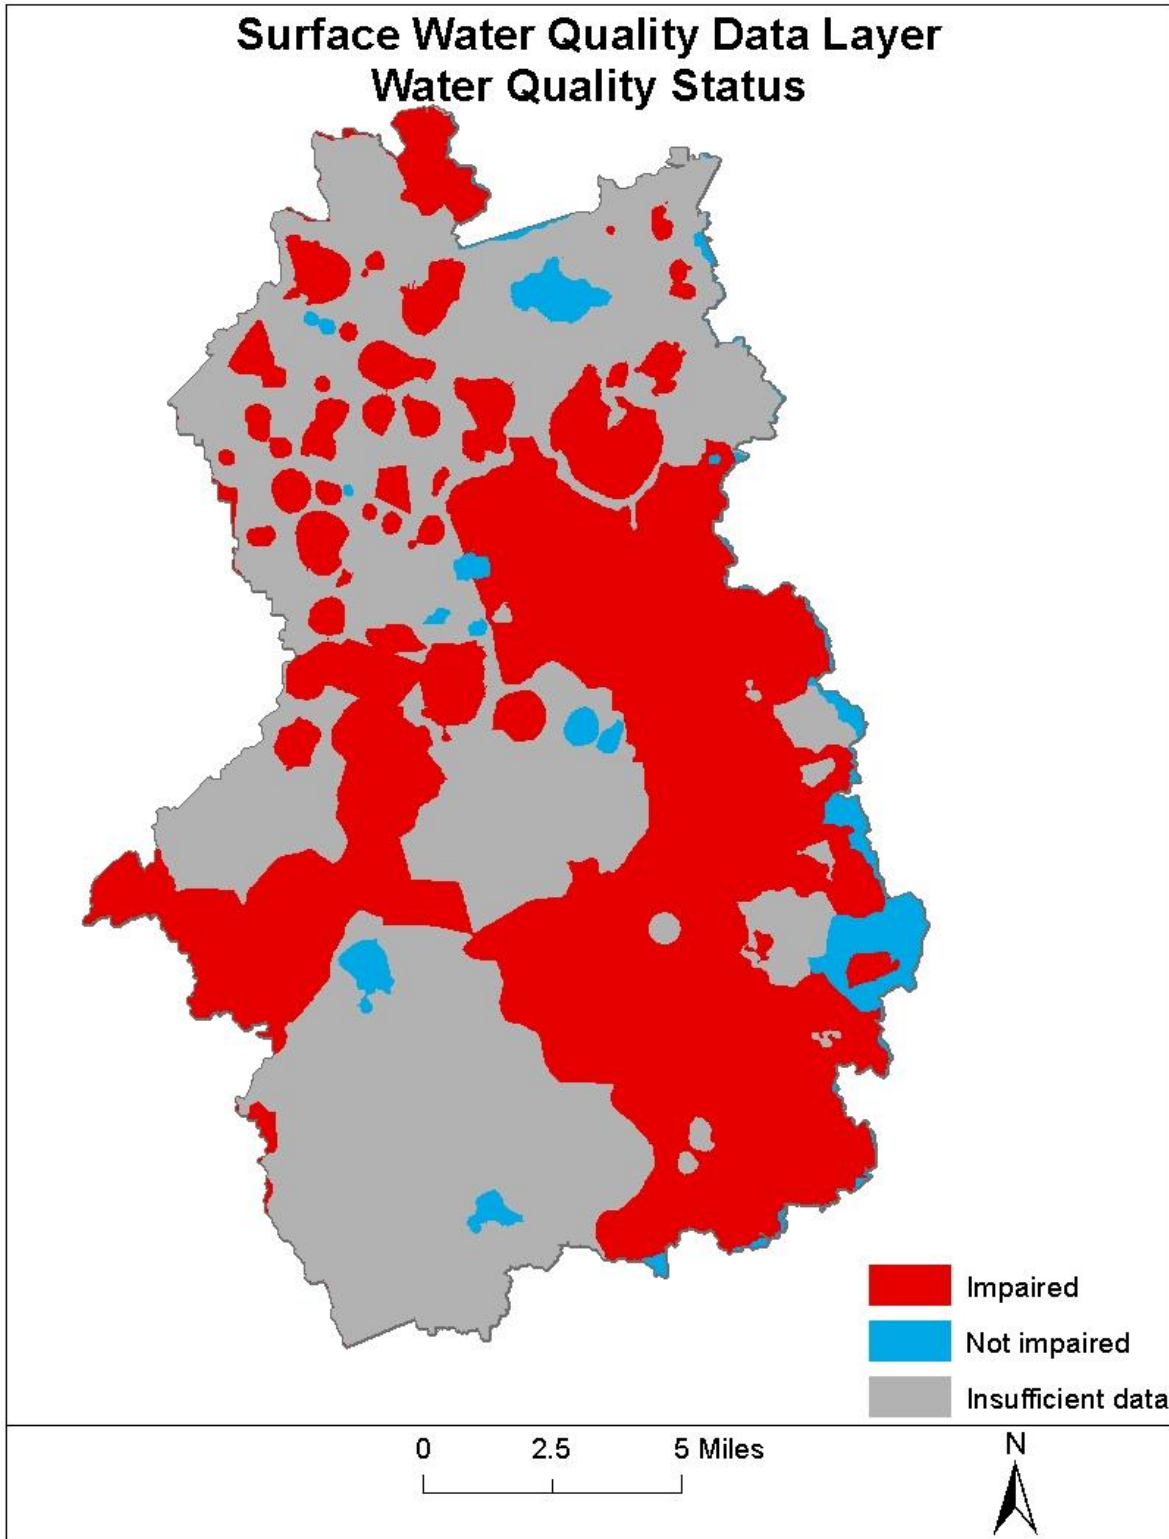 Surface Water Quality Data Layer
Water Quality Status
Impaired
Not impaired
Insufficient data
0 2.5 5 Miles
N